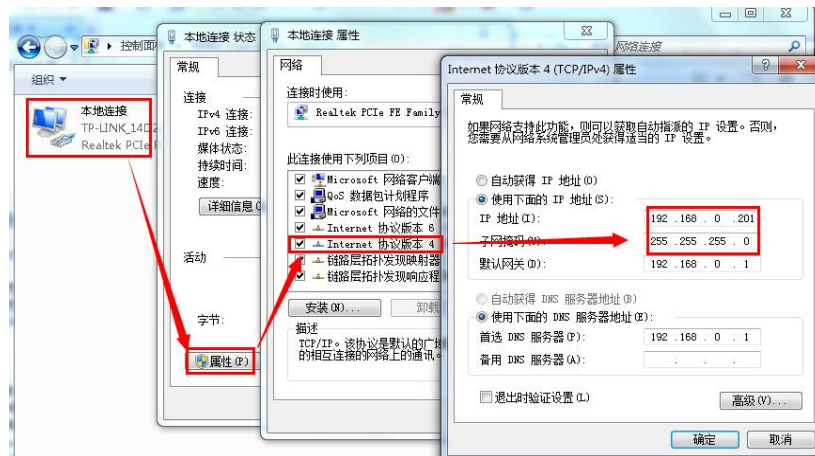 控制面
网络连接
组织
本地连接
TP-LINK_14D2
Realtek PCIe F
本地连接 状态
常规
连接
IPv4 连接:
IPv6 连接:
媒体状态:
持续时间:
速度:
详细信息(
活动
字节:
属性(P)
本地连接 属性
网络
连接时使用:
Realtek PCIe FE Family
此连接使用下列项目(O):
Microsoft 网络客户端
QoS 数据包计划程序
Microsoft 网络的文件
Internet 协议版本 6
Internet 协议版本 4
链路层拓扑发现映射器
链路层拓扑发现响应程
安装(N)...
卸载
描述
TCP/IP。该协议是默认的广域
的相互连接的网络上的通讯。
Internet 协议版本 4 (TCP/IPv4) 属性
常规
如果网络支持此功能，则可以获取自动指派的 IP 设置。否则，
您需要从网络系统管理员处获得适当的 IP 设置。
自动获得 IP 地址(O)
使用下面的 IP 地址(S):
IP 地址(I): 192 .168 . 0 .201
子网掩码(U): 255 .255 .255 . 0
默认网关(D): 192 .168 . 0 . 1
自动获得 DNS 服务器地址(B)
使用下面的 DNS 服务器地址(E):
首选 DNS 服务器(P): 192 .168 . 0 . 1
备用 DNS 服务器(A): . . .
退出时验证设置(L)
高级(V)...
确定
取消